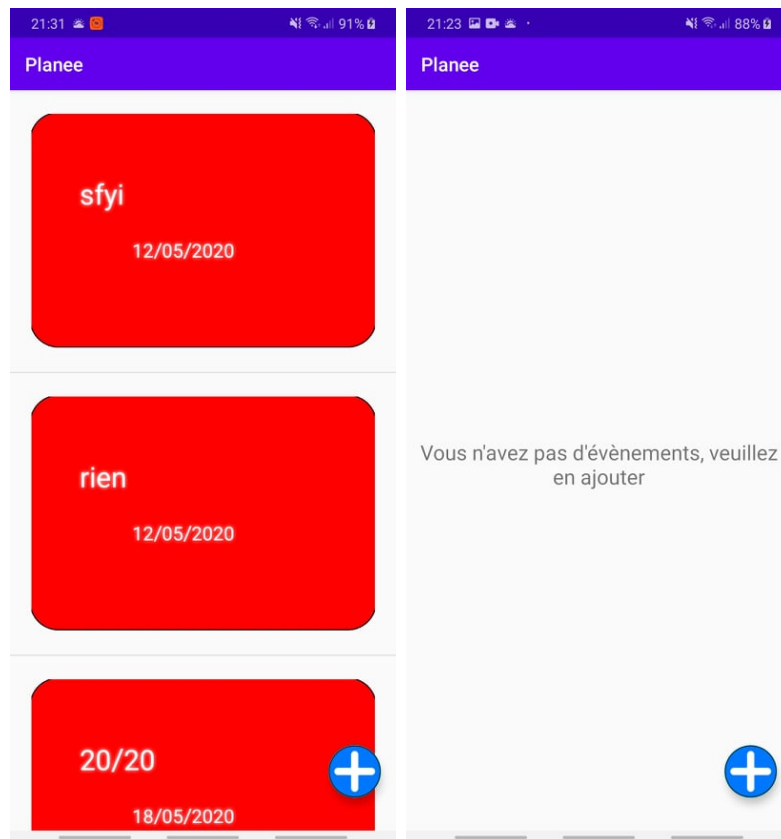 21:31
91%
Planee
sfyi
12/05/2020
rien
12/05/2020
20/20
18/05/2020
21:23
88%
Planee
Vous n'avez pas d'évènements, veuillez
en ajouter